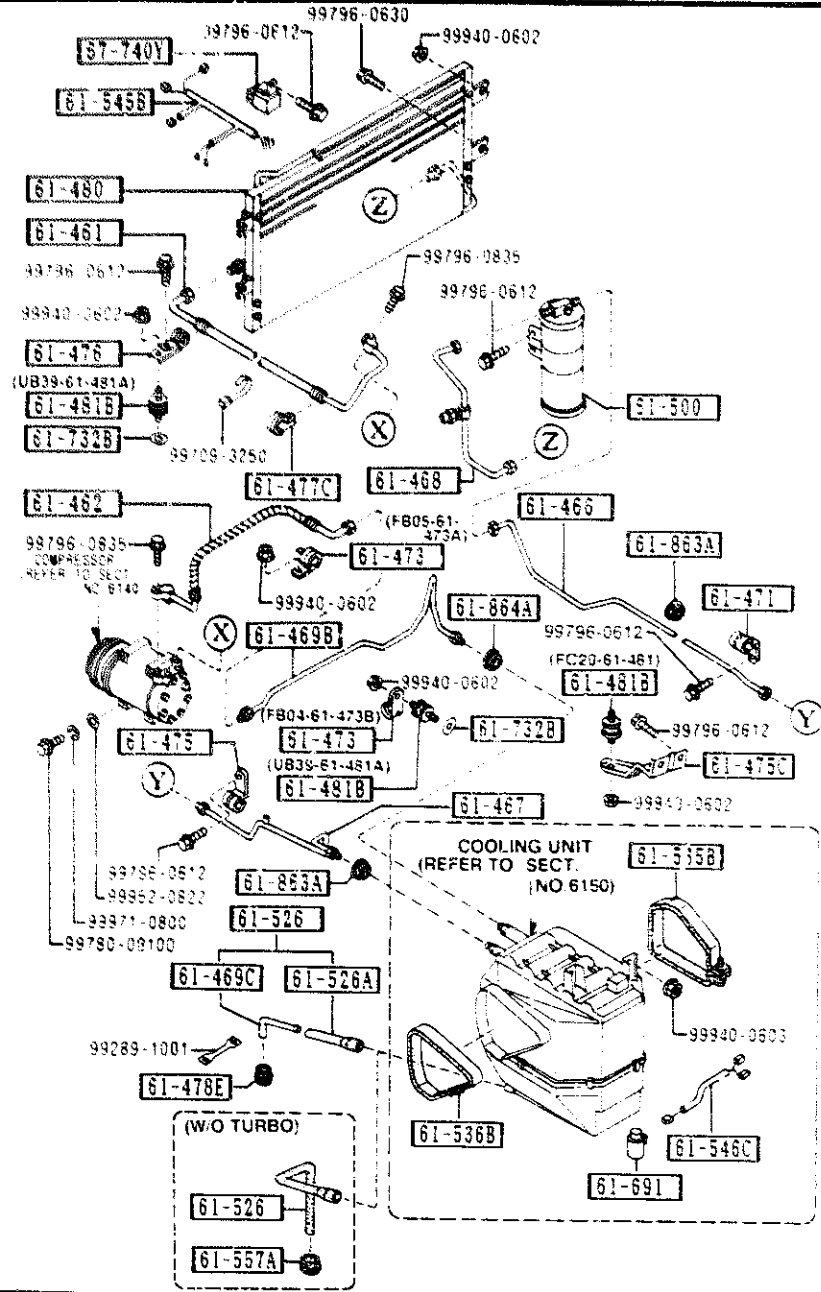 99796-0630
99796-0612
99940-0602
67-740Y
61-545B
61-480
Z
61-461
99796-0835
99796-0612
99796-0612
99940-0602
61-476
(UB39-61-481A)
61-481B
61-732B
61-500
X
Z
99709-3250
61-477C
61-468
61-462
(FB05-61-
473A)
61-466
99796-0835
COMPRESSOR
REFER TO SECT
NO 6140
61-473
61-863A
99940-0602
61-864A
61-471
X
61-469B
99796-0612
99940-0602
(FC20-61-481)
61-481B
(FB04-61-473B)
61-475
61-473
61-732B
99796-0612
Y
(UB39-61-481A)
61-481B
61-475C
Y
61-467
99940-0602
COOLING UNIT
(REFER TO SECT.
NO.6150)
61-535B
99796-0612
61-863A
99952-0822
61-526
99971-0800
99780-08100
61-469C
61-526A
99940-0603
99289-1001
61-478E
61-536B
61-546C
(W/O TURBO)
61-691
61-526
61-557A